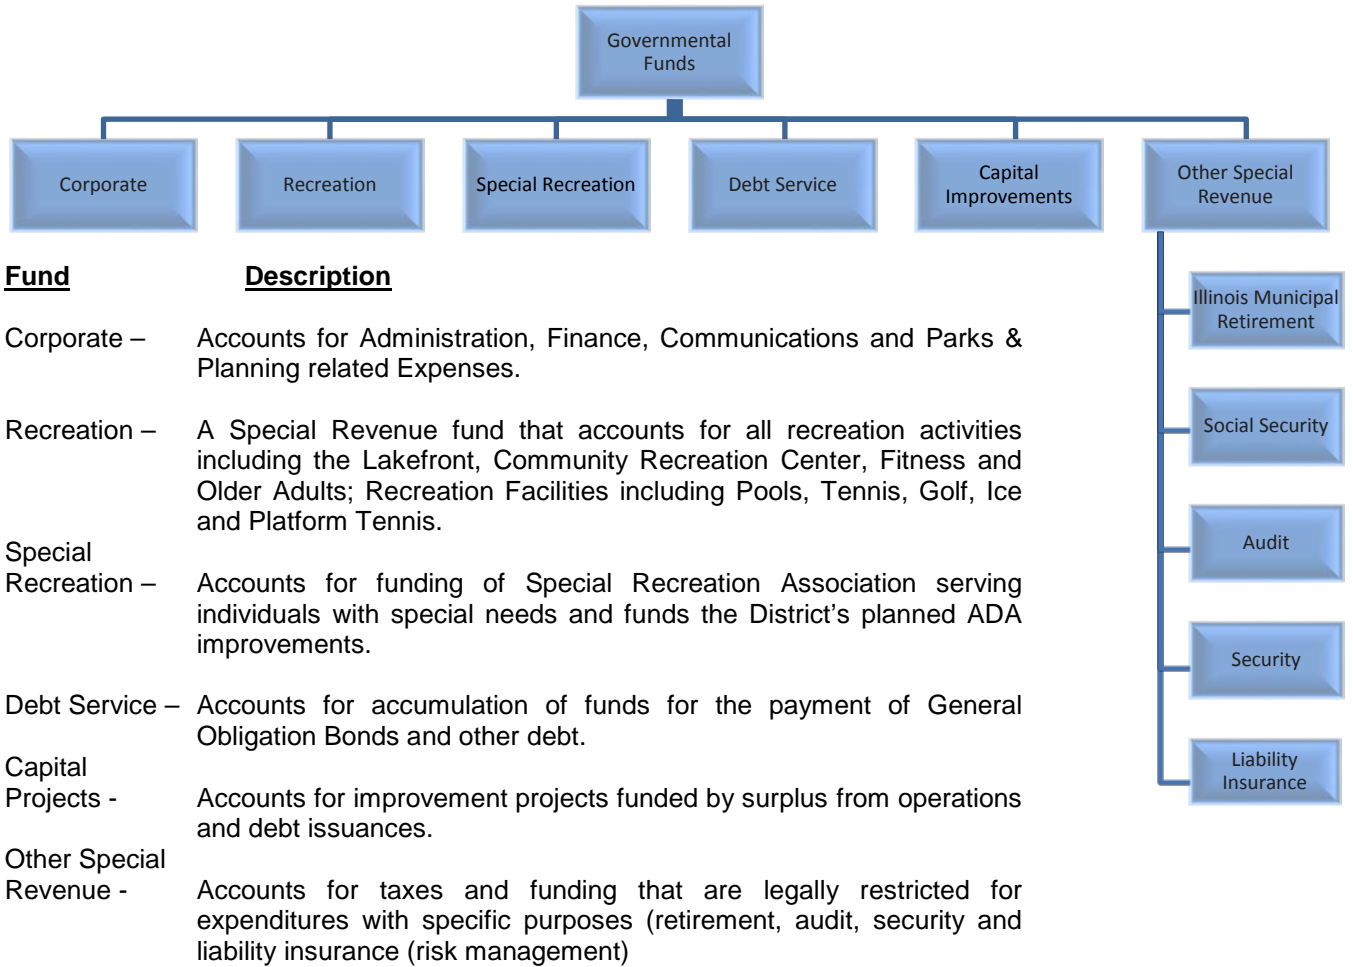 Governmental
Funds
Corporate
Recreation
Special Recreation
Debt Service
Capital
Improvements
Other Special
Revenue
Illinois Municipal
Retirement
Social Security
Audit
Security
Liability
Insurance
Fund Description
Corporate – Accounts for Administration, Finance, Communications and Parks &
Planning related Expenses.
Recreation – A Special Revenue fund that accounts for all recreation activities
including the Lakefront, Community Recreation Center, Fitness and
Older Adults; Recreation Facilities including Pools, Tennis, Golf, Ice
and Platform Tennis.
Special
Recreation – Accounts for funding of Special Recreation Association serving
individuals with special needs and funds the District's planned ADA
improvements.
Debt Service – Accounts for accumulation of funds for the payment of General
Obligation Bonds and other debt.
Capital
Projects - Accounts for improvement projects funded by surplus from operations
and debt issuances.
Other Special
Revenue - Accounts for taxes and funding that are legally restricted for
expenditures with specific purposes (retirement, audit, security and
liability insurance (risk management)